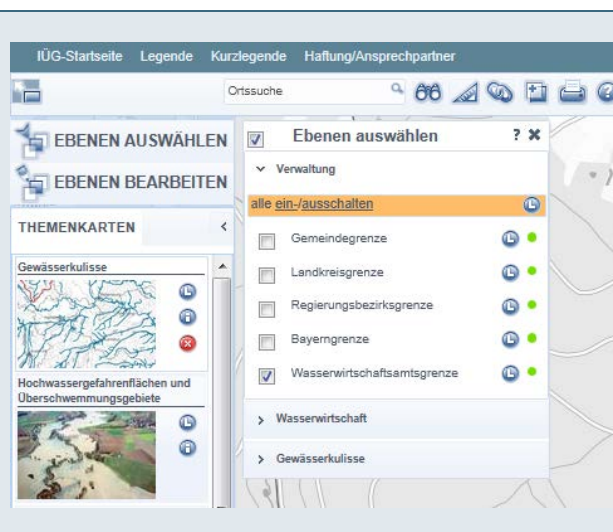 IÜG-Startseite Legende Kurzlegende Haftung/Ansprechpartner
Ortssuche
EBENEN AUSWÄHLEN
EBENEN BEARBEITEN
THEMENKARTEN
Gewässerkulisse
Hochwassergefahrenflächen und
Überschwemmungsgebiete
Ebenen auswählen ?
Verwaltung
alle ein-/ausschalten
Gemeindegrenze
Landkreisgrenze
Regierungsbezirksgrenze
Bayerngrenze
Wasserwirtschaftsamtsgrenze
Wasserwirtschaft
Gewässerkulisse